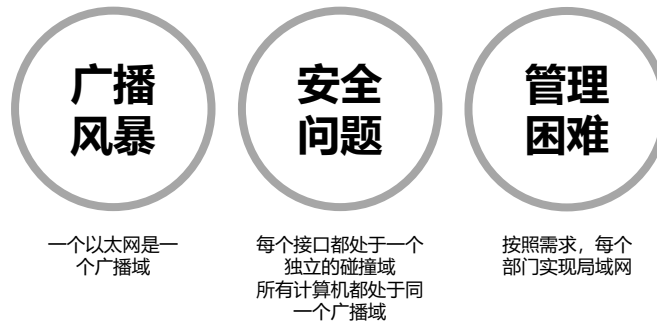 广播
风暴
安全
问题
管理
困难
一个以太网是一
个广播域
每个接口都处于一个
独立的碰撞域
所有计算机都处于同
一个广播域
按照需求，每个
部门实现局域网